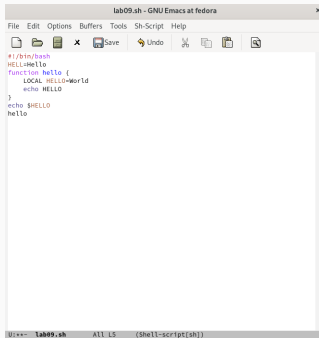 lab09.sh - GNU Emacs at fedora
File Edit Options Buffers Tools Sh-Script Help
Save Undo
#!/bin/bash
HELL=Hello
function hello {
    LOCAL HELLO=World
    echo HELLO
}
echo $HELLO
hello
U:**- lab09.sh All L5 (Shell-script[sh])